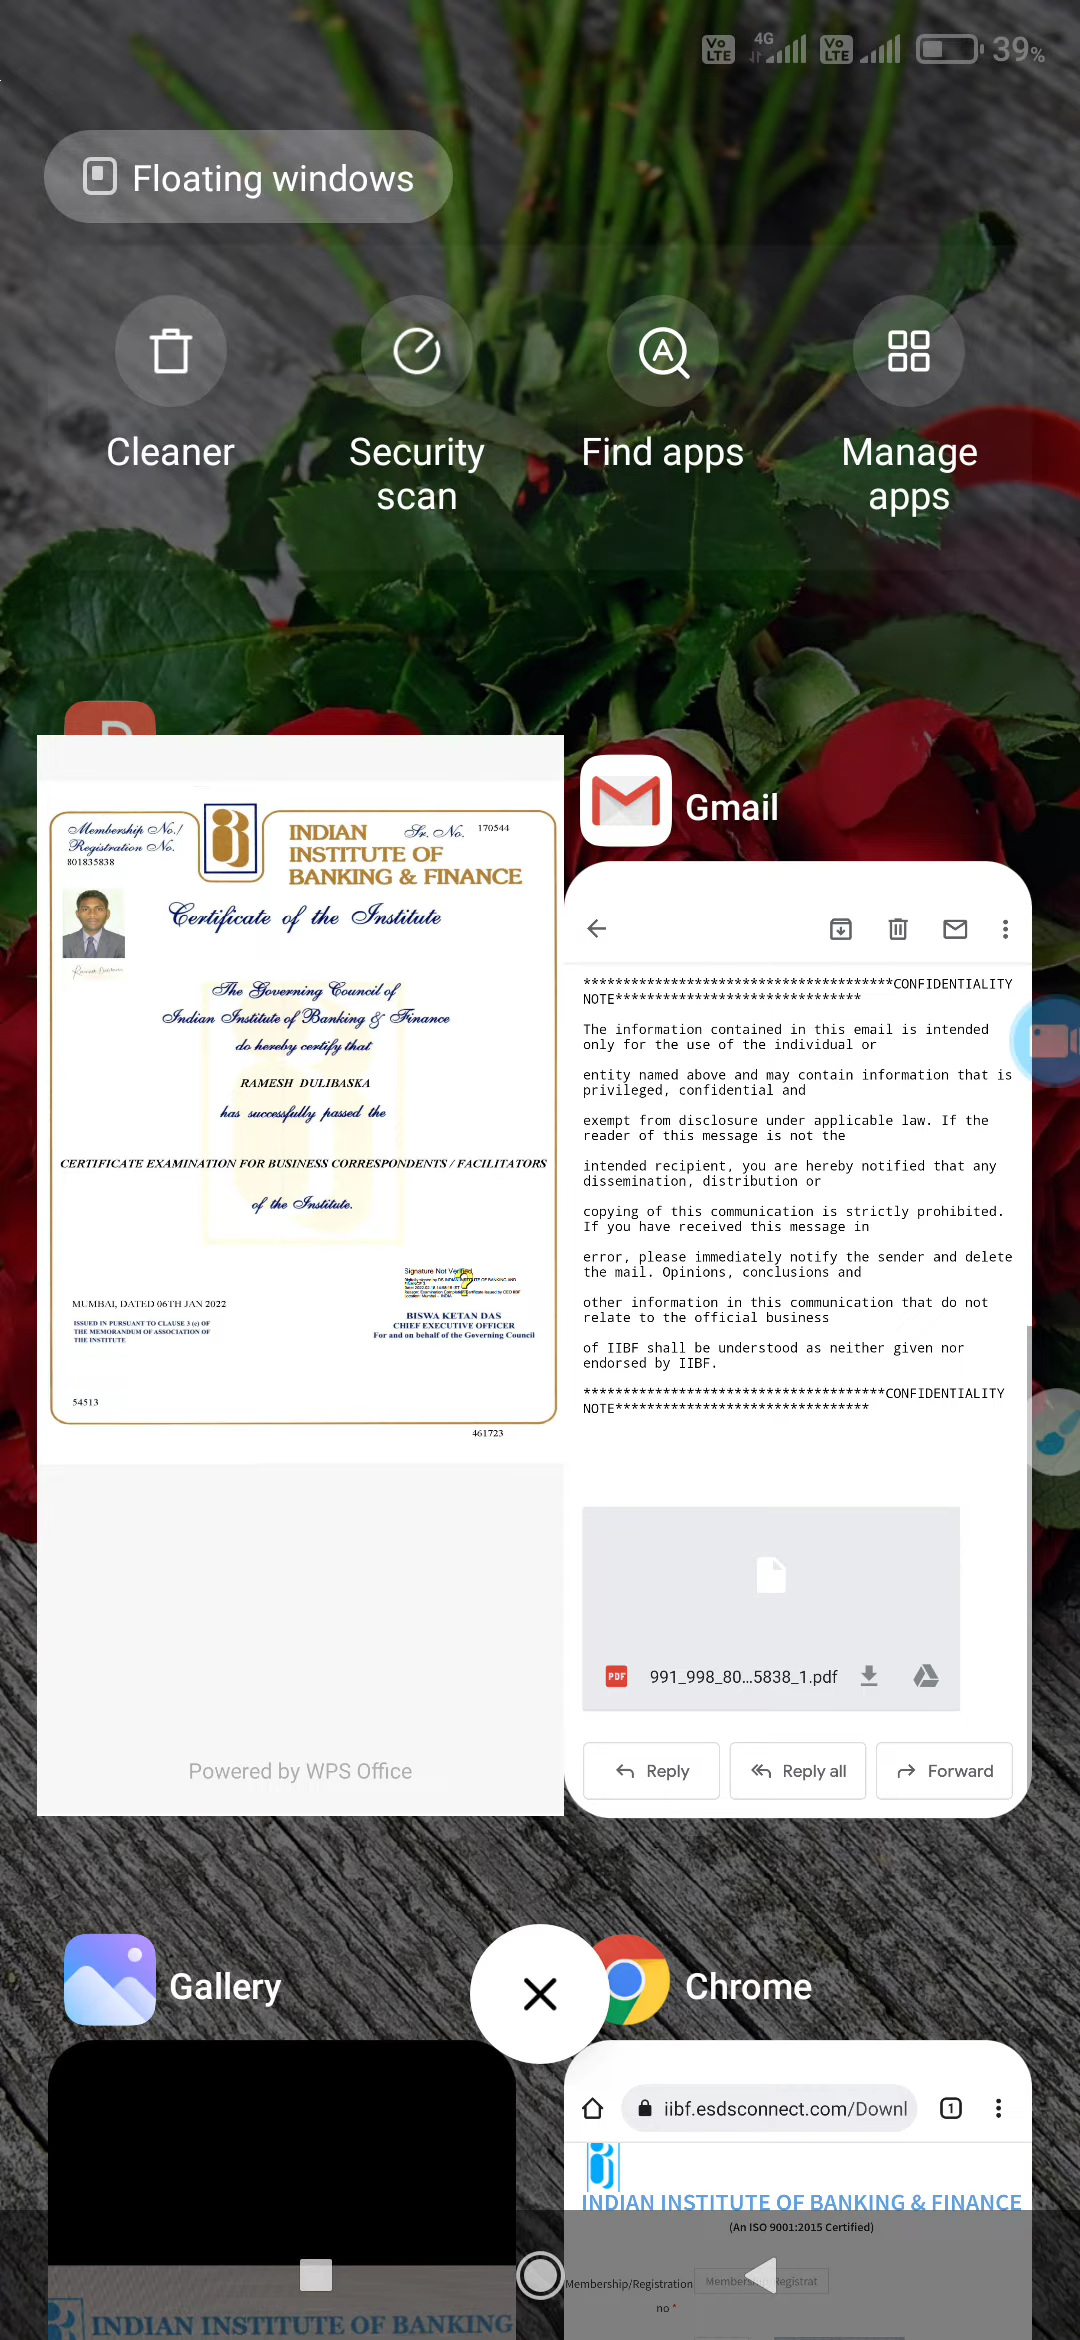 Vo LTE 4G Vo LTE 39%
Floating windows
Cleaner
Security scan
Find apps
Manage apps
Membership No./
Registration No.
801835838
INDIAN
INSTITUTE OF
BANKING & FINANCE
Sr. No. 170544
Certificate of the Institute
The Governing Council of
Indian Institute of Banking & Finance
do hereby certify that
RAMESH DULIBASKA
has successfully passed the
CERTIFICATE EXAMINATION FOR BUSINESS CORRESPONDENTS / FACILITATORS
of the Institute.
Signature Not Verified
MUMBAI, DATED 06TH JAN 2022
ISSUED IN PURSUANT TO CLAUSE 3 (c) OF
THE MEMORANDUM OF ASSOCIATION OF
THE INSTITUTE
BISWA KETAN DAS
CHIEF EXECUTIVE OFFICER
For and on behalf of the Governing Council
54513
461723
Powered by WPS Office
Gmail
***************************************CONFIDENTIALITY
NOTE*******************************
The information contained in this email is intended
only for the use of the individual or
entity named above and may contain information that is
privileged, confidential and
exempt from disclosure under applicable law. If the
reader of this message is not the
intended recipient, you are hereby notified that any
dissemination, distribution or
copying of this communication is strictly prohibited.
If you have received this message in
error, please immediately notify the sender and delete
the mail. Opinions, conclusions and
other information in this communication that do not
relate to the official business
of IIBF shall be understood as neither given nor
endorsed by IIBF.
**************************************CONFIDENTIALITY
NOTE********************************
PDF 991_998_80...5838_1.pdf
Reply
Reply all
Forward
Gallery
INDIAN INSTITUTE OF BANKING
Chrome
iibf.esdsconnect.com/Downl
1
INDIAN INSTITUTE OF BANKING & FINANCE
(An ISO 9001:2015 Certified)
Membership/Registration
no *